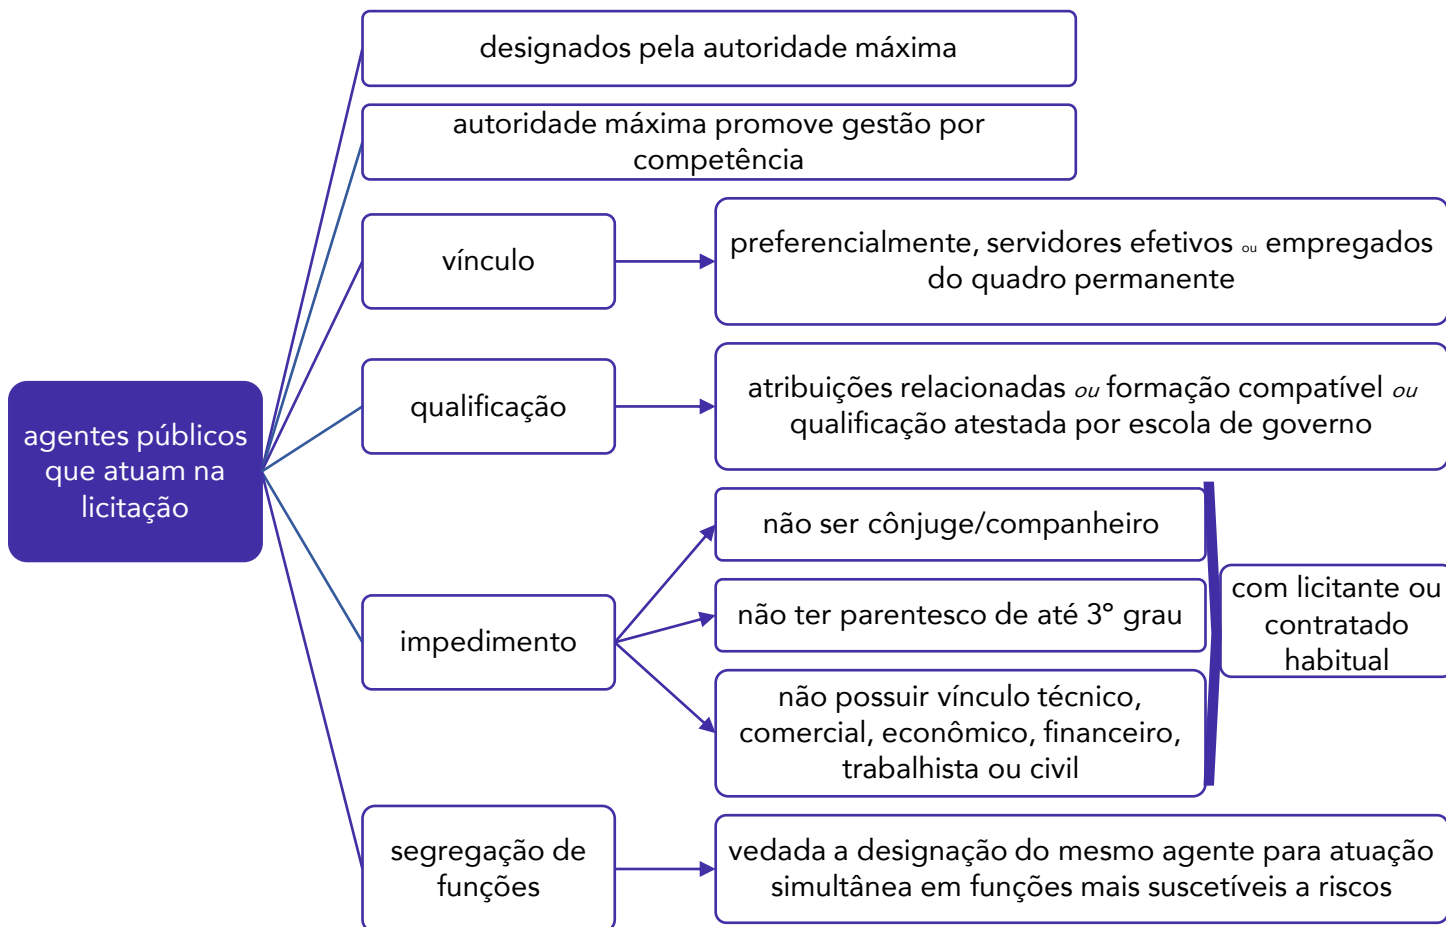 designados pela autoridade máxima
autoridade máxima promove gestão por
competência
vínculo
preferencialmente, servidores efetivos ou empregados
do quadro permanente
agentes públicos
que atuam na
licitação
qualificação
atribuições relacionadas ou formação compatível ou
qualificação atestada por escola de governo
impedimento
não ser cônjuge/companheiro
não ter parentesco de até 3º grau
não possuir vínculo técnico,
comercial, econômico, financeiro,
trabalhista ou civil
com licitante ou
contratado
habitual
segregação de
funções
vedada a designação do mesmo agente para atuação
simultânea em funções mais suscetíveis a riscos